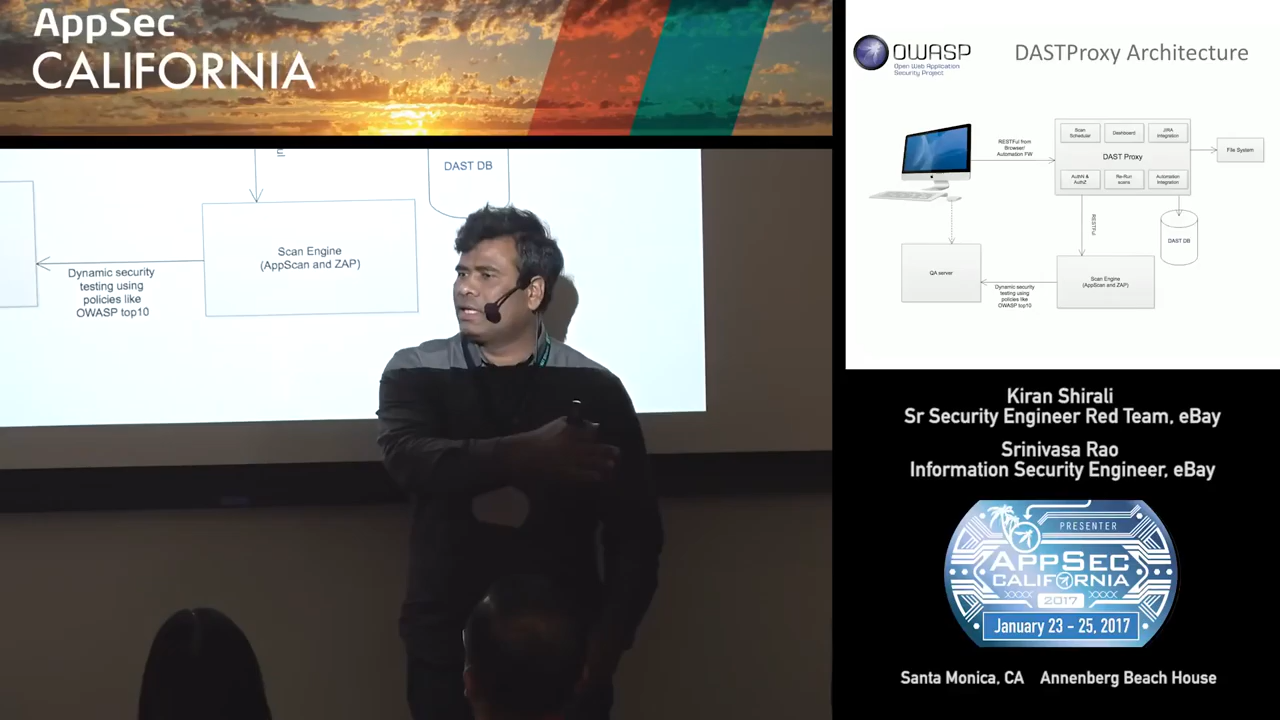 AppSec
CALIFORNIA
DAST DB
Scan Engine
(AppScan and ZAP)
Dynamic security
testing using
policies like
OWASP top10
OWASP
Open Web Application
Security Project
DASTProxy Architecture
RESTFul from
Browser/
Automation FW
Scan
Schedular
Dashboard
JIRA
Integration
DAST Proxy
AuthN &
AuthZ
Re-Run
scans
Automation
Integration
File System
RESTFul
DAST DB
QA server
Dynamic security
testing using
policies like
OWASP top10
Scan Engine
(AppScan and ZAP)
Kiran Shirali
Sr Security Engineer Red Team, eBay
Srinivasa Rao
Information Security Engineer, eBay
PRESENTER
APPSEC
CALIFORNIA
XXXX 2017 XXXX
January 23 - 25, 2017
Santa Monica, CA Annenberg Beach House